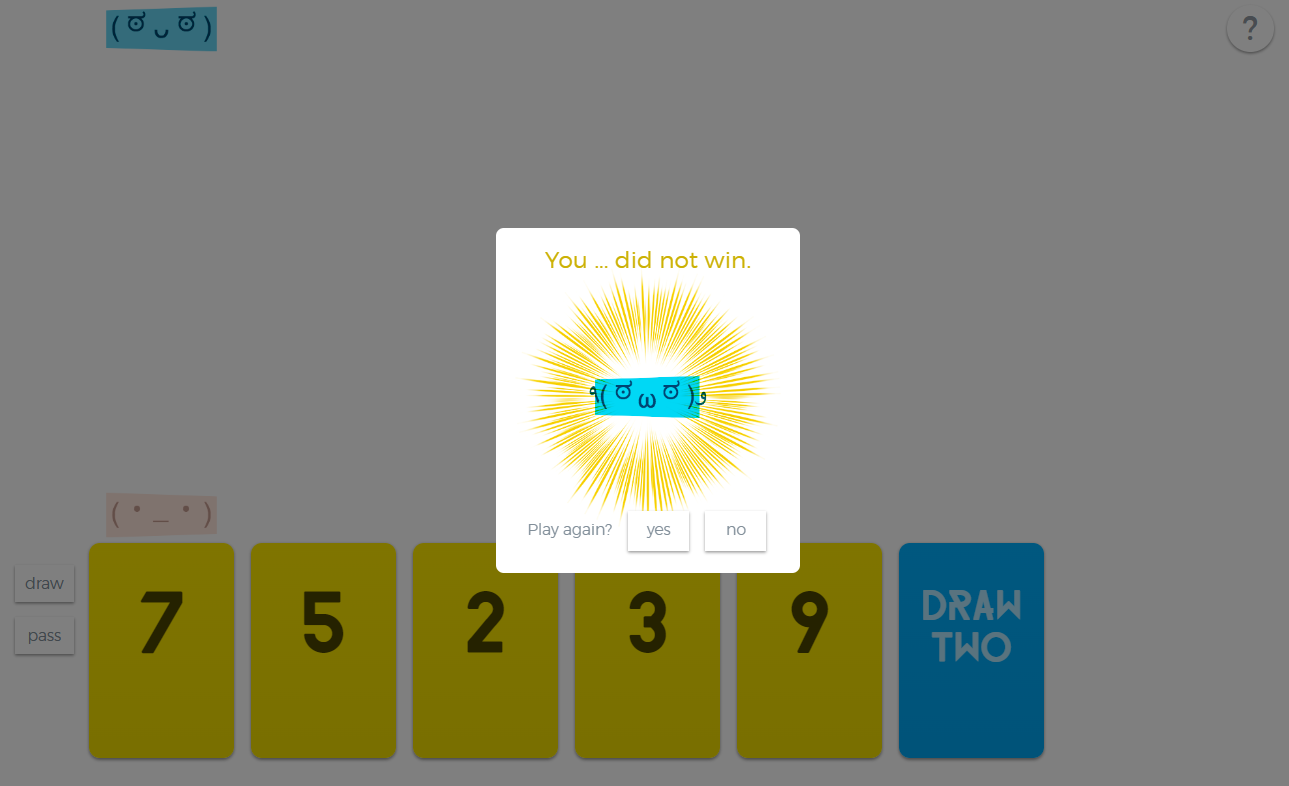 ( ಠ ᴗ ಠ )
?
You ... did not win.
٩( ಠ ω ಠ )و
Play again?
yes
no
( • _ • )
draw
pass
7
5
2
3
9
DRAW
TWO